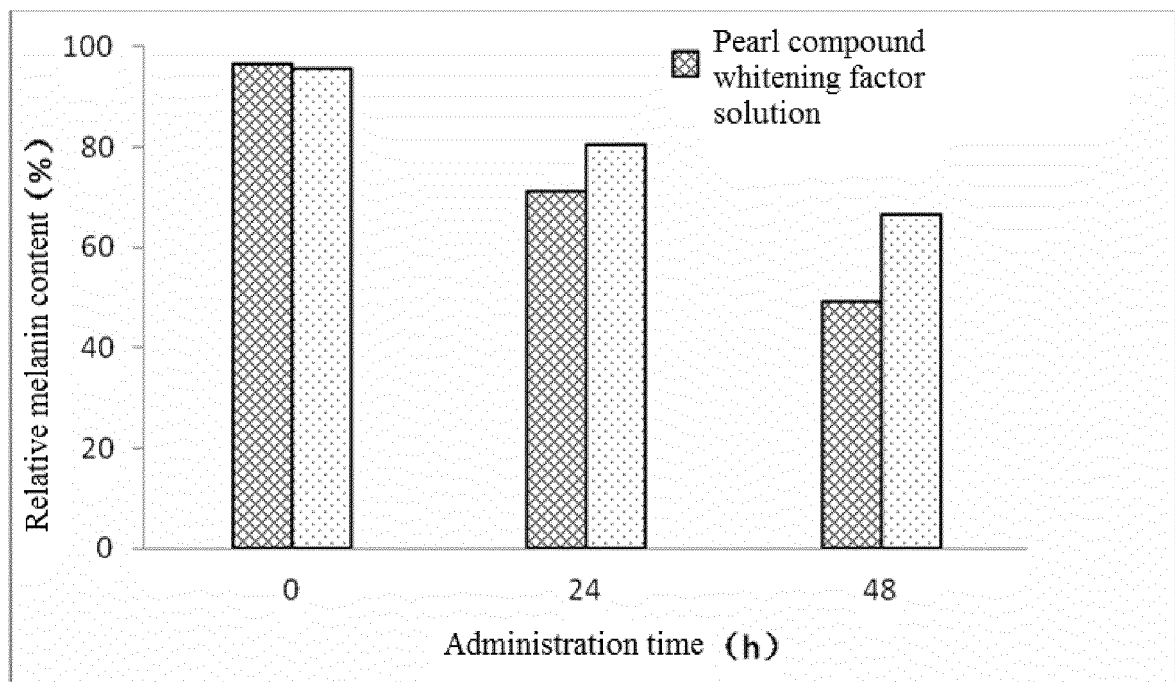 100
80
60
40
20
0
Relative melanin content (%)
Pearl compound
whitening factor
solution
0 24 48
Administration time (h)